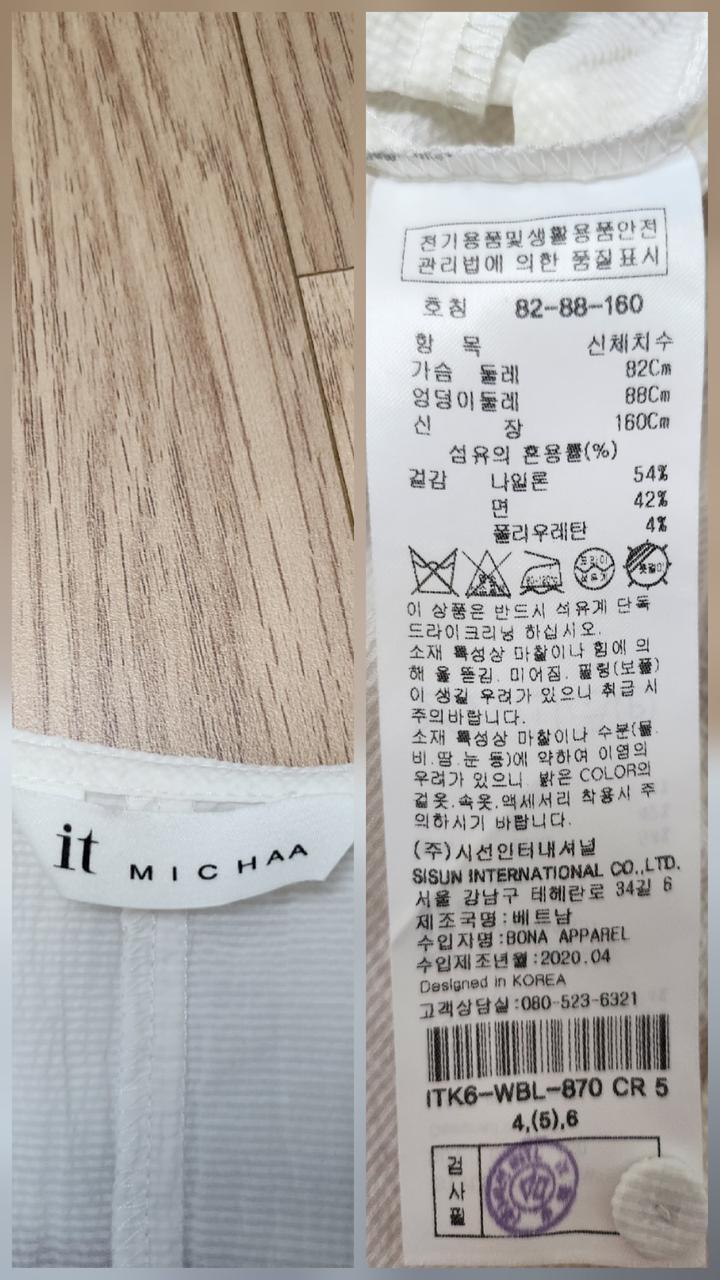 it MICHAA
전기용품및생활용품안전
관리법에 의한 품질표시
호칭 82-88-160
항 목 신체치수
가슴 둘레 82Cm
엉덩이둘레 88Cm
신 장 160Cm
섬유의 혼용률(%)
겉감 나일론 54%
면 42%
폴리우레탄 4%
80-120℃
드라이
석유계
옷걸이
이 상품은 반드시 석유계 단독
드라이크리닝 하십시오.
소재 특성상 마찰이나 힘에 의
해 올 뜯김. 미어짐. 필링(보풀)
이 생길 우려가 있으니 취급 시
주의바랍니다.
소재 특성상 마찰이나 수분(물.
비.땀.눈 등)에 약하여 이염의
우려가 있으니 밝은 COLOR의
겉옷.속옷.액세서리 착용시 주
의하시기 바랍니다.
(주)시선인터내셔널
SISUN INTERNATIONAL CO.,LTD.
서울 강남구 테헤란로 34길 6
제조국명:베트남
수입자명:BONA APPAREL
수입제조년월:2020.04
Designed in KOREA
고객상담실:080-523-6321
ITK6-WBL-870 CR 5
4,(5),6
검사필